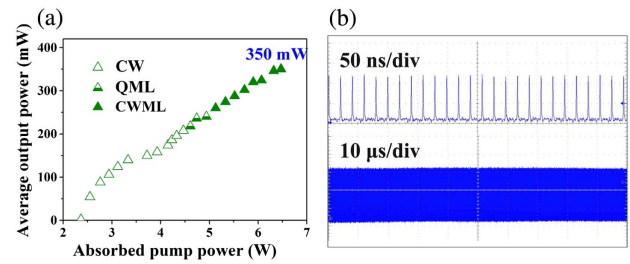 (a)
Average output power (mW)
400
300
200
100
0
350 mW
CW
QML
CWML
2 3 4 5 6 7
Absorbed pump power (W)
(b)
50 ns/div
10 μs/div